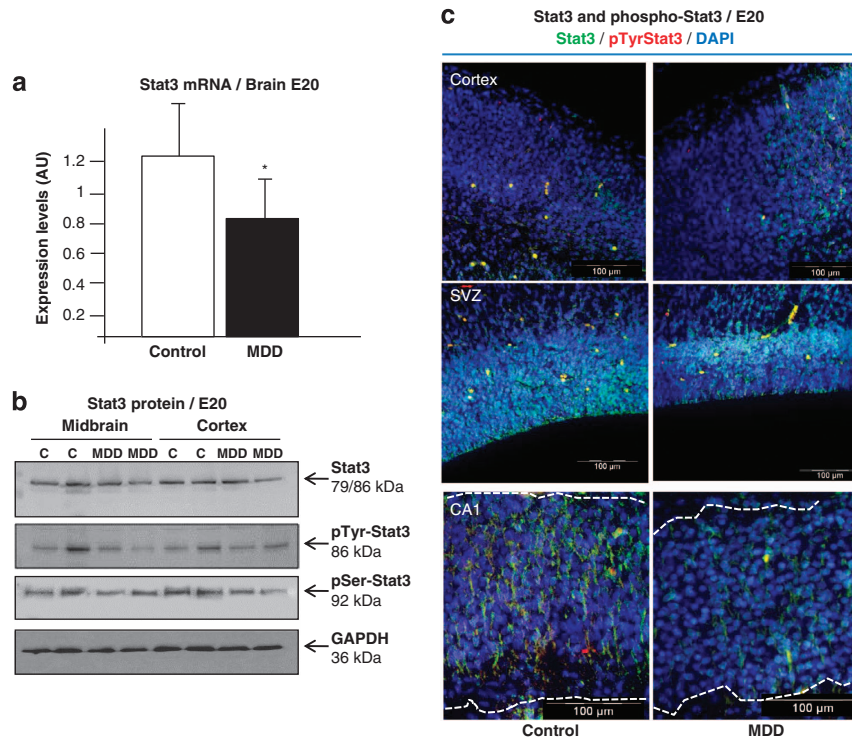 a
Stat3 mRNA / Brain E20
Expression levels (AU)
1.2
1
0.8
0.6
0.4
0.2
*
Control MDD
b
Stat3 protein / E20
Midbrain Cortex
C C MDD MDD C C MDD MDD
Stat3
79/86 kDa
pTyr-Stat3
86 kDa
pSer-Stat3
92 kDa
GAPDH
36 kDa
c
Stat3 and phospho-Stat3 / E20
Stat3 / pTyrStat3 / DAPI
Cortex
100 µm
100 µm
SVZ
100 µm
100 µm
CA1
100 µm
100 µm
Control MDD